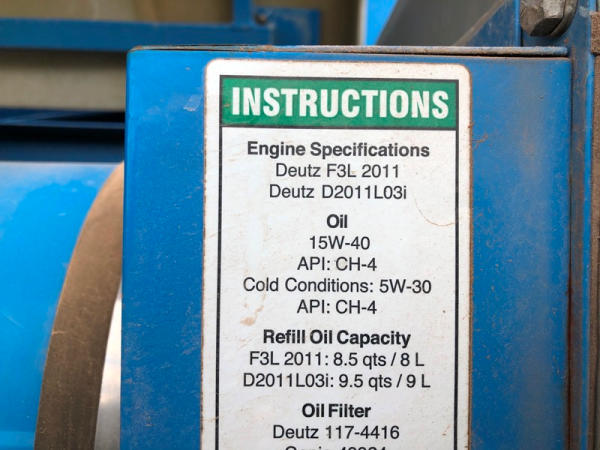 INSTRUCTIONS
Engine Specifications
Deutz F3L 2011
Deutz D2011L03i
Oil
15W-40
API: CH-4
Cold Conditions: 5W-30
API: CH-4
Refill Oil Capacity
F3L 2011: 8.5 qts / 8 L
D2011L03i: 9.5 qts / 9 L
Oil Filter
Deutz 117-4416